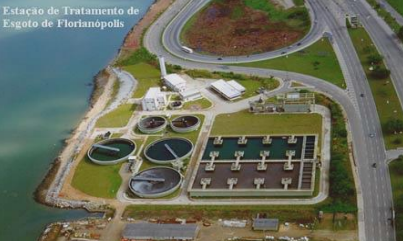 Estação de Tratamento de
Esgoto de Florianópolis